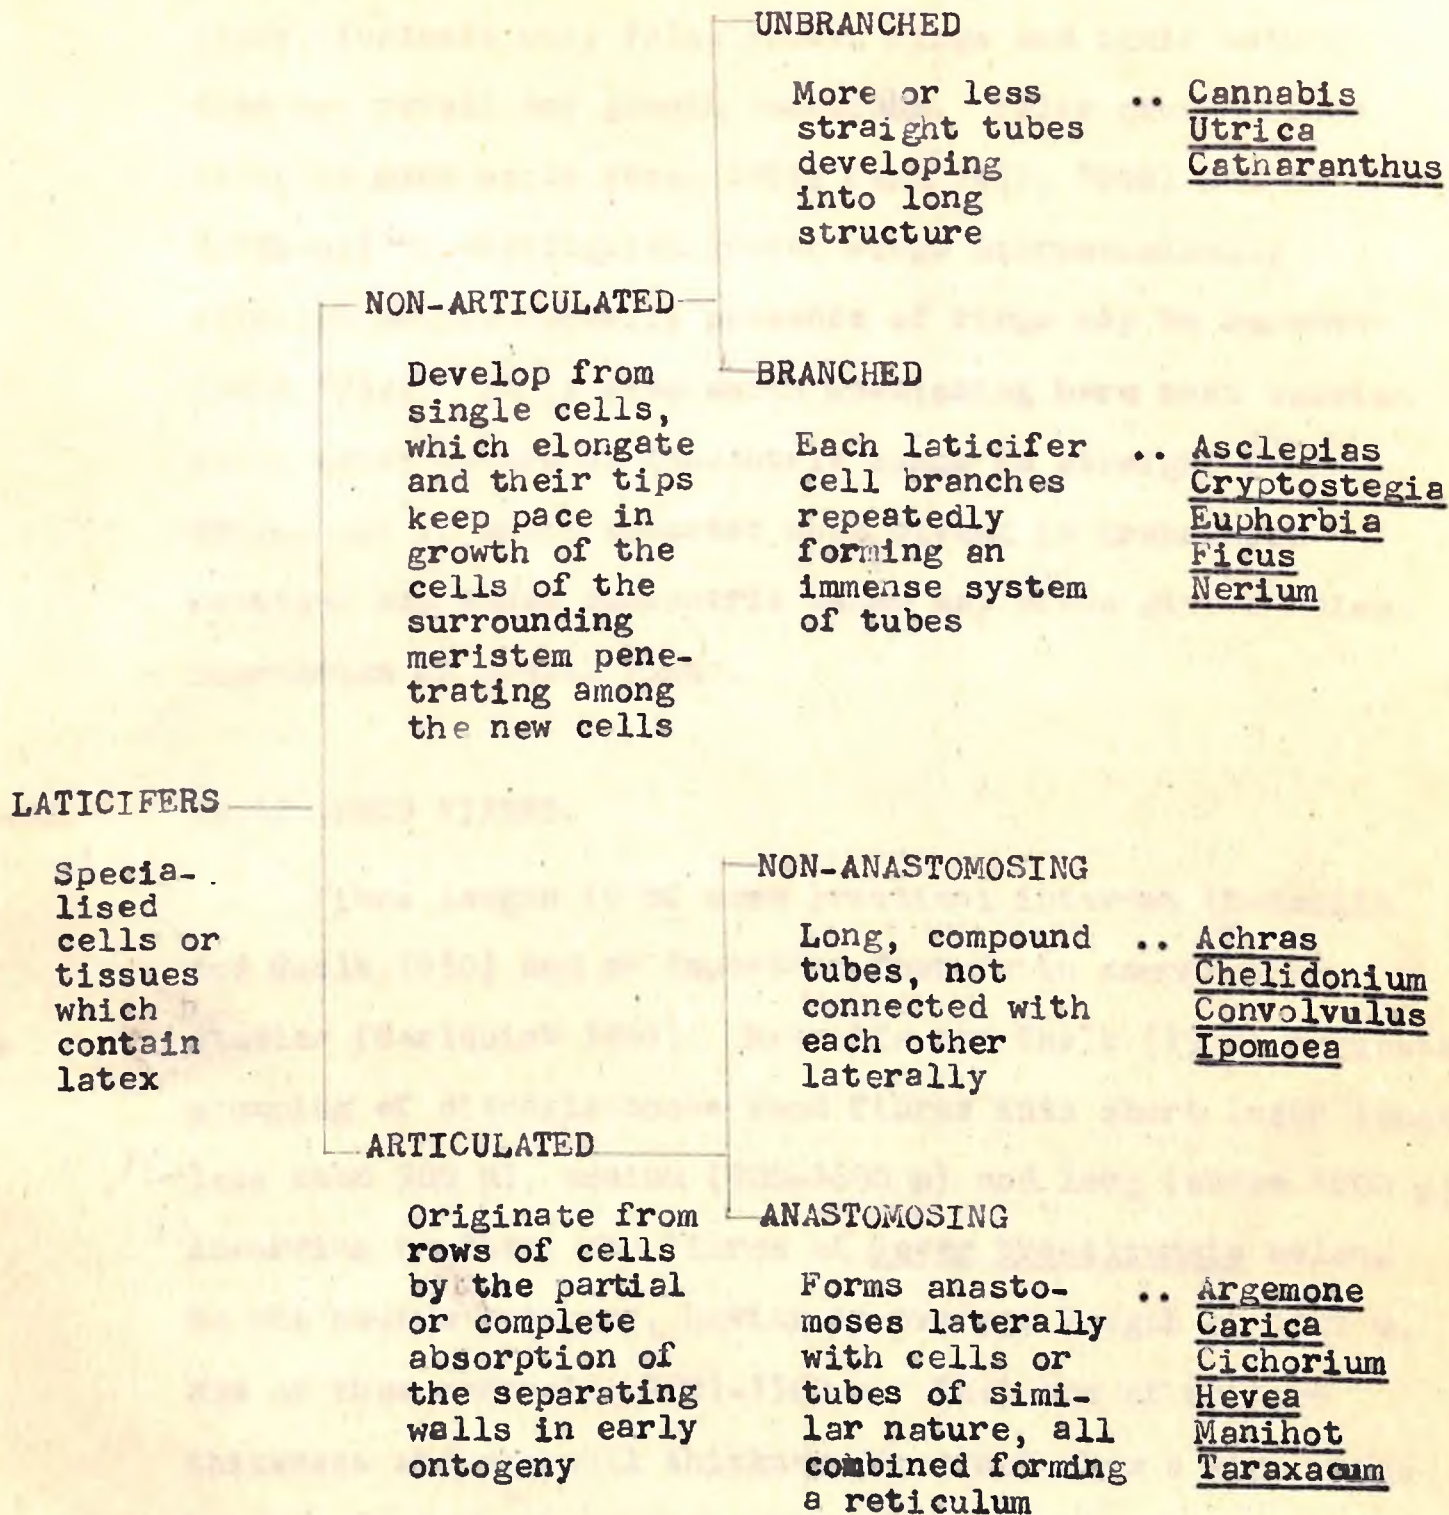 UNBRANCHED
More or less .. Cannabis
straight tubes Utrica
developing Catharanthus
into long
structure
NON-ARTICULATED
Develop from
single cells,
which elongate
and their tips
keep pace in
growth of the
cells of the
surrounding
meristem pene-
trating among
the new cells
BRANCHED
Each laticifer .. Asclepias
cell branches Cryptostegia
repeatedly Euphorbia
forming an Ficus
immense system Nerium
of tubes
LATICIFERS
Specia-
lised
cells or
tissues
which
contain
latex
NON-ANASTOMOSING
Long, compound .. Achras
tubes, not Chelidonium
connected with Convolvulus
each other Ipomoea
laterally
ARTICULATED
Originate from
rows of cells
by the partial
or complete
absorption of
the separating
walls in early
ontogeny
ANASTOMOSING
Forms anasto- .. Argemone
moses laterally Carica
with cells or Cichorium
tubes of simi- Hevea
lar nature, all Manihot
combined forming Taraxacum
a reticulum